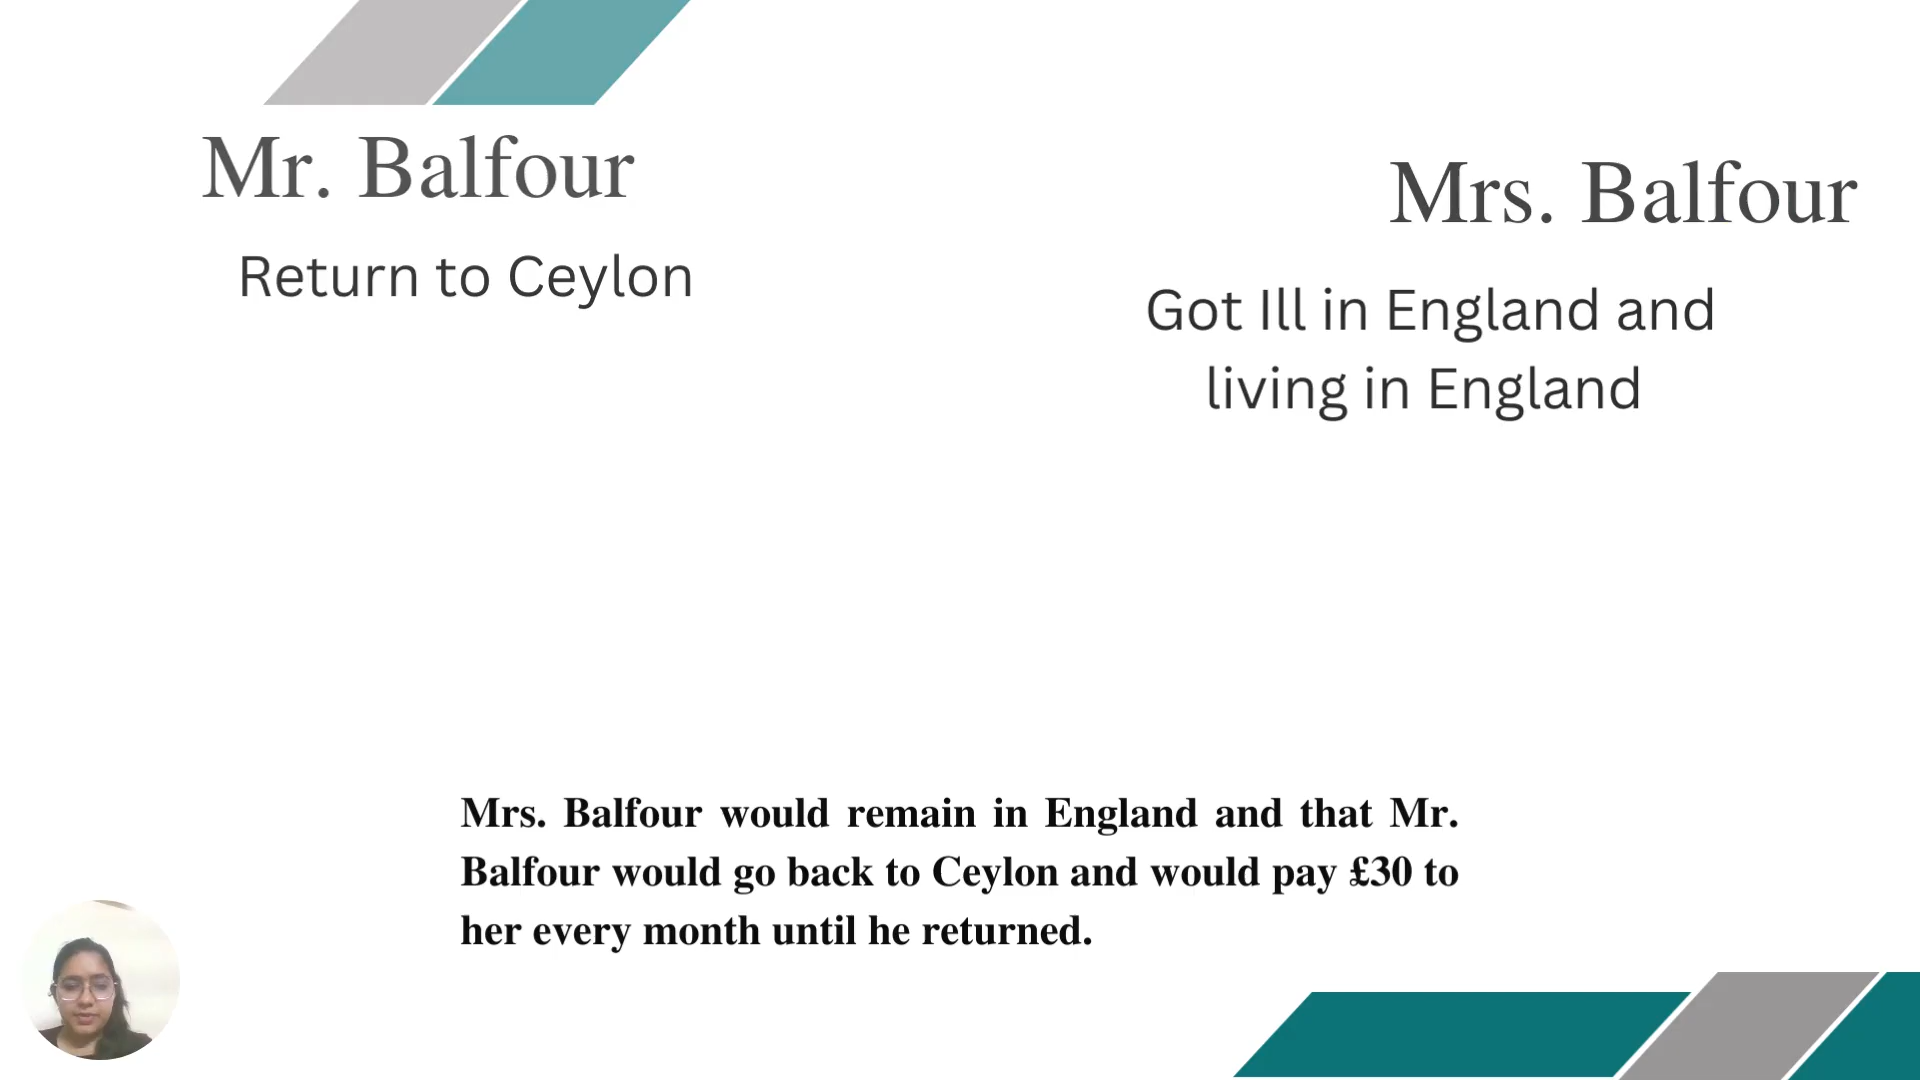 Mr. Balfour
Return to Ceylon
Mrs. Balfour
Got Ill in England and
living in England
Mrs. Balfour would remain in England and that Mr.
Balfour would go back to Ceylon and would pay £30 to
her every month until he returned.